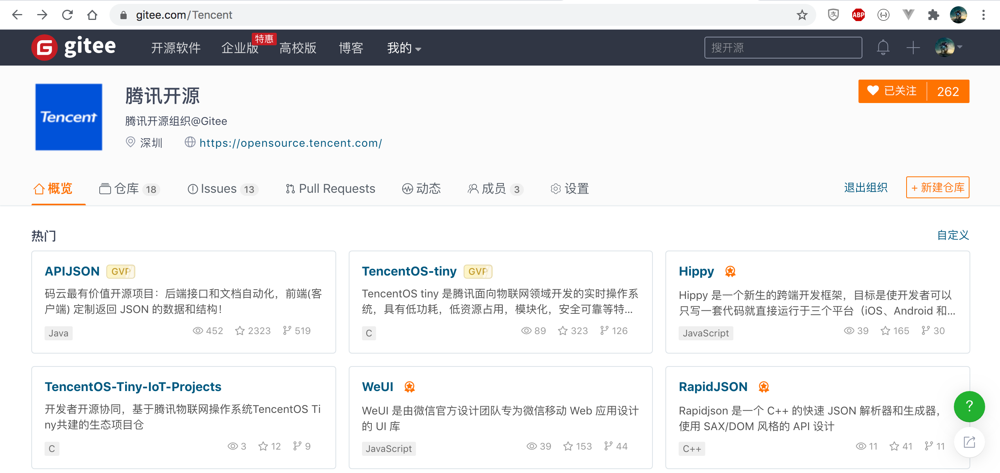 gitee.com/Tencent
ABP
gitee
开源软件
企业版
特惠
高校版
博客
我的
搜开源
Tencent
腾讯开源
已关注 262
腾讯开源组织@Gitee
深圳 https://opensource.tencent.com/
概览
仓库 18
Issues 13
Pull Requests
动态
成员 3
设置
退出组织
+ 新建仓库
热门
自定义
APIJSON GVP
码云最有价值开源项目：后端接口和文档自动化，前端(客
户端) 定制返回 JSON 的数据和结构！
Java 452 2323 519
TencentOS-tiny GVP
TencentOS tiny 是腾讯面向物联网领域开发的实时操作系
统，具有低功耗，低资源占用，模块化，安全可靠等特...
C 89 323 126
Hippy
Hippy 是一个新生的跨端开发框架，目标是使开发者可以
只写一套代码就直接运行于三个平台（iOS、Android 和...
JavaScript 39 165 30
TencentOS-Tiny-IoT-Projects
开发者开源协同，基于腾讯物联网操作系统TencentOS Ti
ny共建的生态项目仓
C 3 12 9
WeUI
WeUI 是由微信官方设计团队专为微信移动 Web 应用设计
的 UI 库
JavaScript 39 153 44
RapidJSON
Rapidjson 是一个 C++ 的快速 JSON 解析器和生成器，
使用 SAX/DOM 风格的 API 设计
C++ 11 41 11
?